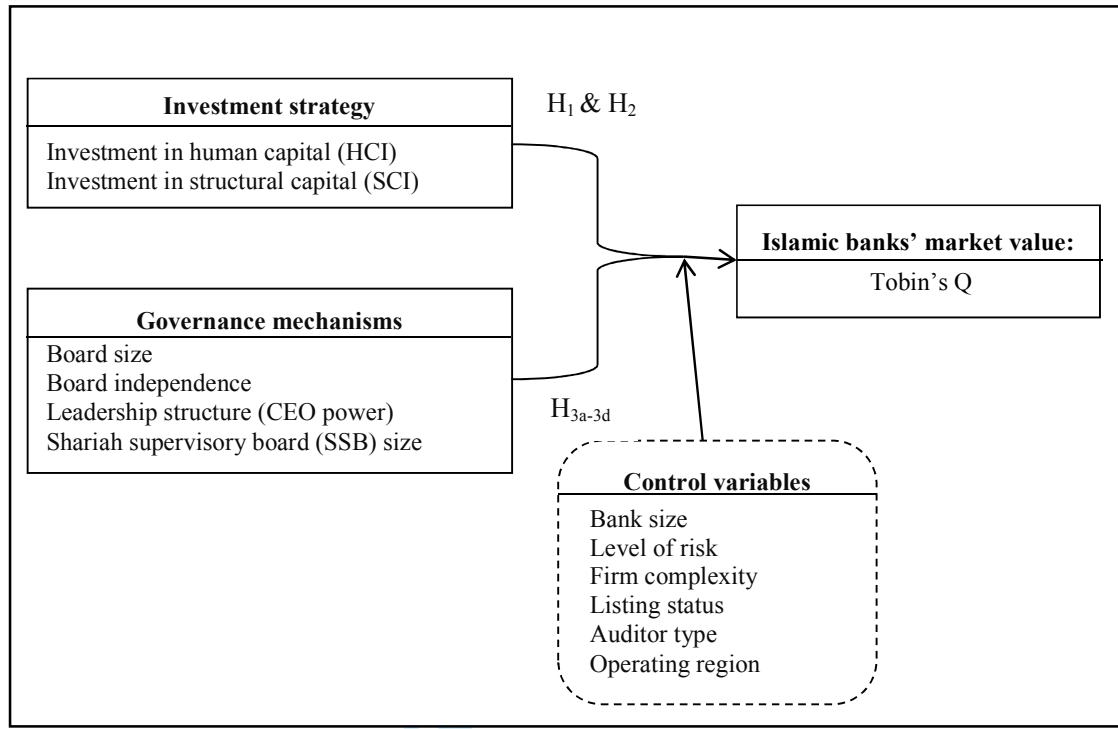 Investment strategy
Investment in human capital (HCI)
Investment in structural capital (SCI)
H1 & H2
Islamic banks’ market value:
Tobin’s Q
Governance mechanisms
Board size
Board independence
Leadership structure (CEO power)
Shariah supervisory board (SSB) size
H3a-3d
Control variables
Bank size
Level of risk
Firm complexity
Listing status
Auditor type
Operating region